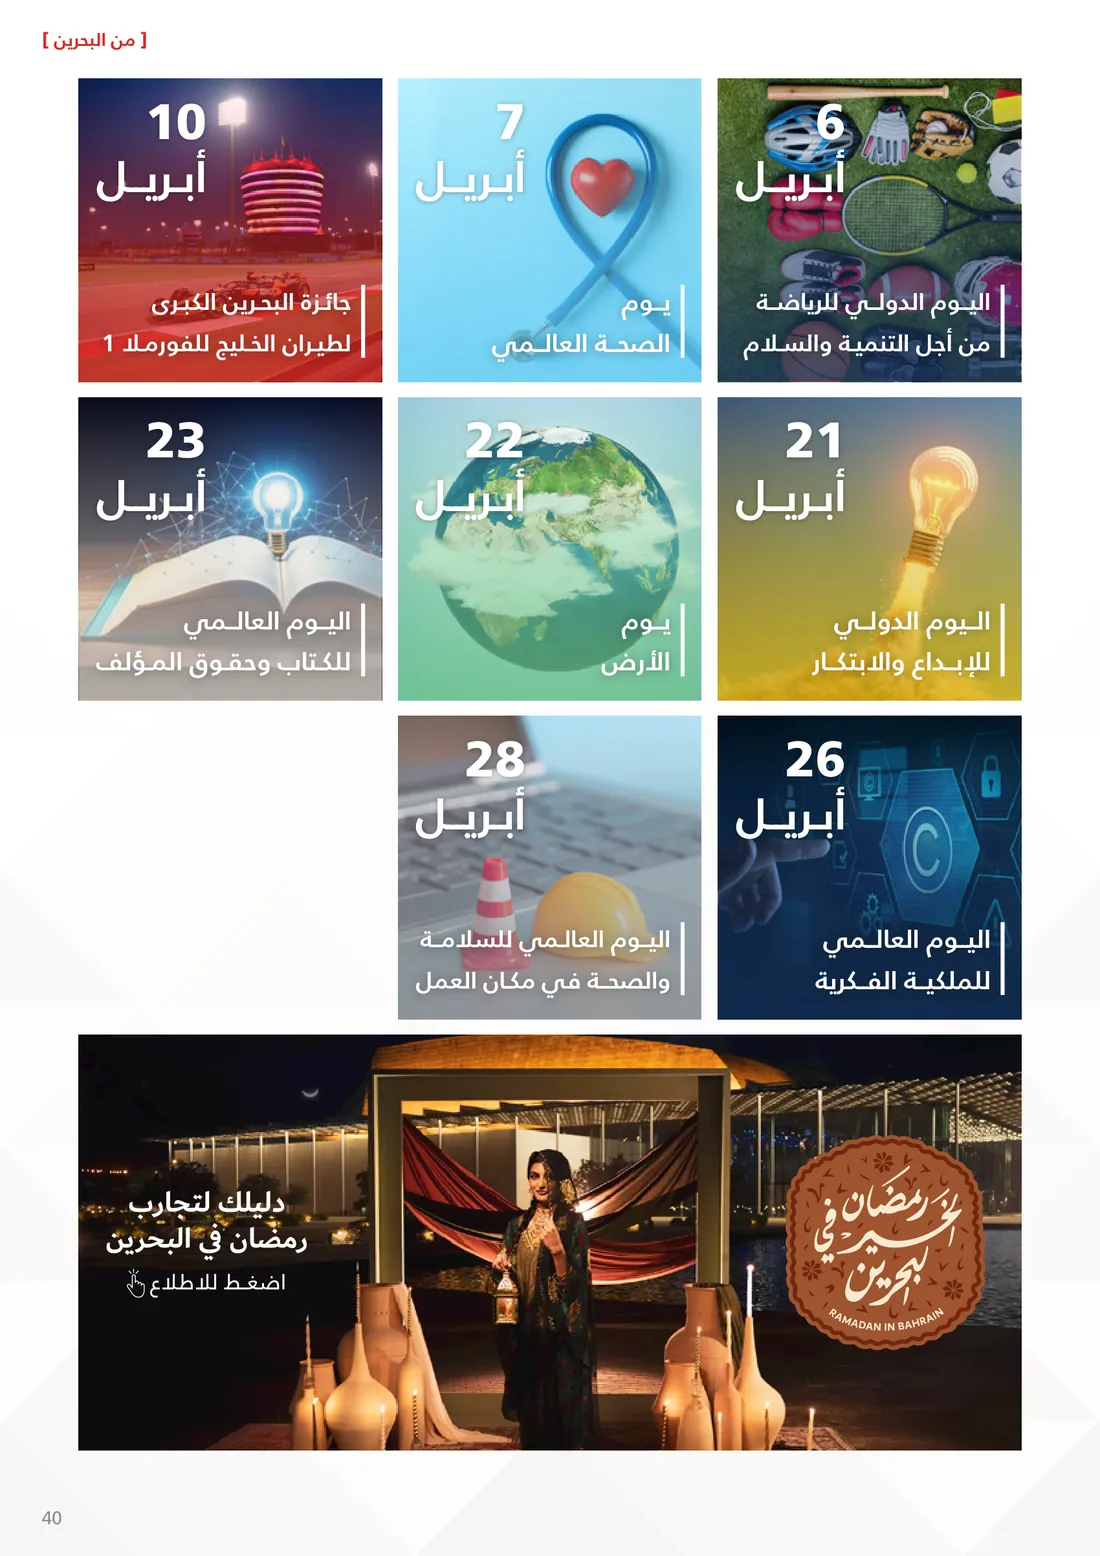 [ من البحرين ]
6
أبريل
اليوم الدولي للرياضة
من أجل التنمية والسلام
7
أبريل
يوم
الصحة العالمي
10
أبريل
جائزة البحرين الكبرى
لطيران الخليج للفورملا 1
21
أبريل
اليوم الدولي
للإبداع والابتكار
22
أبريل
يوم
الأرض
23
أبريل
اليوم العالمي
للكتاب وحقوق المؤلف
26
أبريل
اليوم العالمي
للملكية الفكرية
28
أبريل
اليوم العالمي للسلامة
والصحة في مكان العمل
رمضان
الخير في
البحرين
RAMADAN IN BAHRAIN
دليلك لتجارب
رمضان في البحرين
اضغط للاطلاع
40